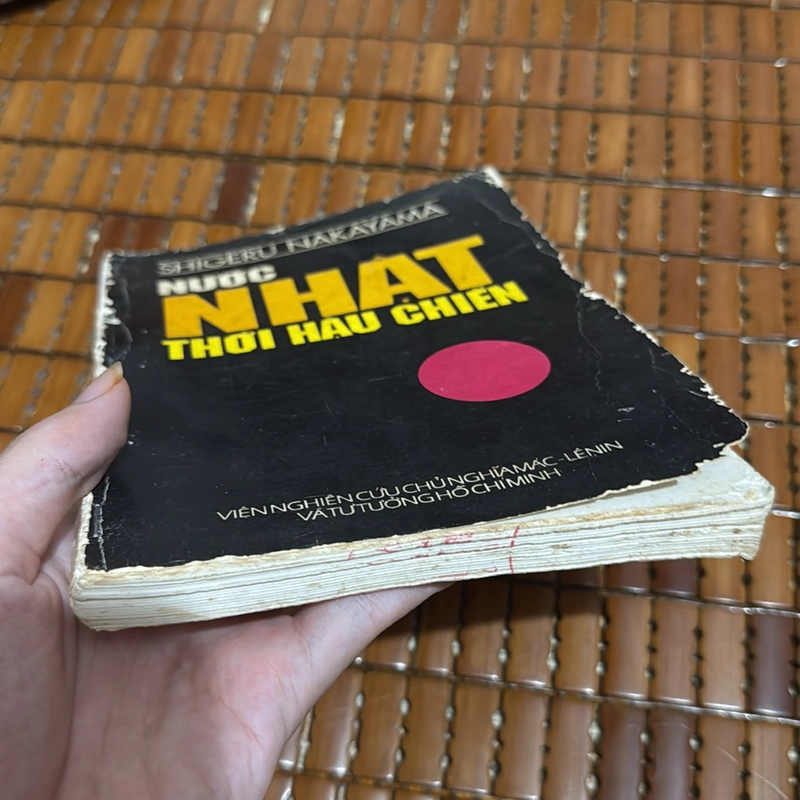 SHIGERU NAKAYAMA
NƯỚC
NHẬT
THỜI HẬU CHIẾN
VIỆN NGHIÊN CỨU CHỦ NGHĨA MÁC - LÊNIN
VÀ TƯ TƯỞNG HỒ CHÍ MINH